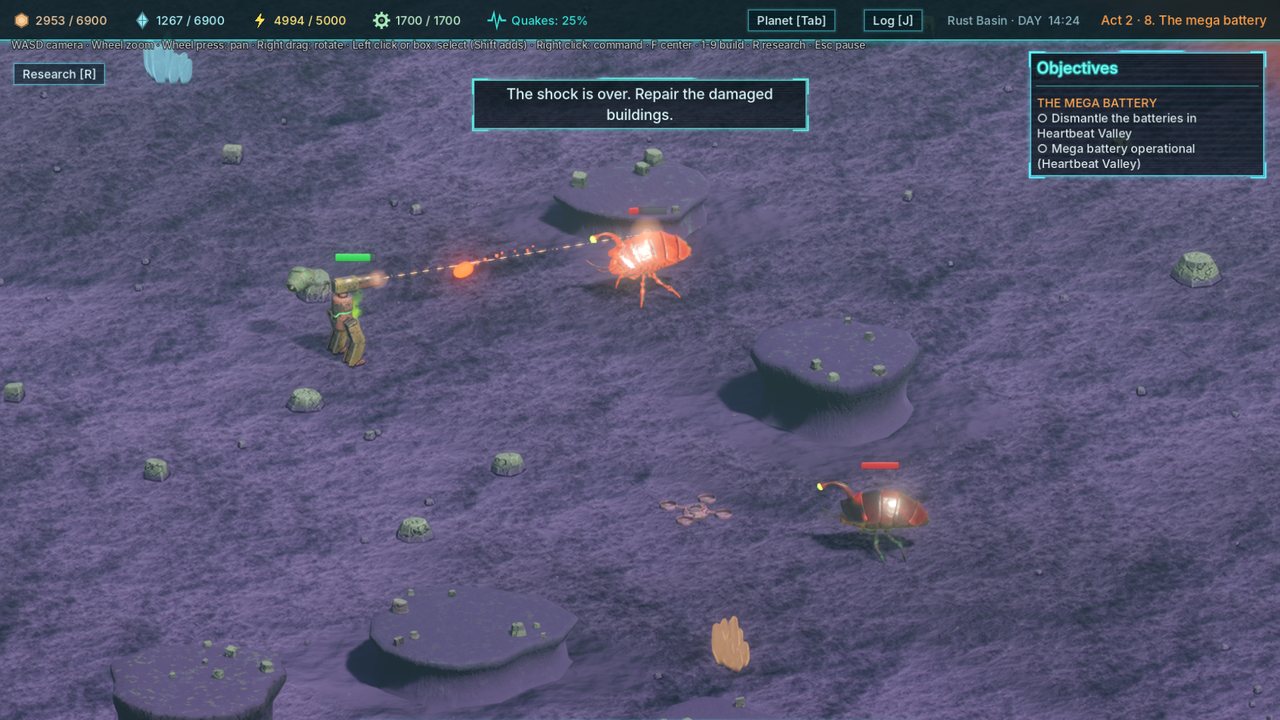 2953 / 6900 1267 / 6900 4994 / 5000 1700 / 1700 Quakes: 25% Planet [Tab] Log [J] Rust Basin · DAY 14:24 Act 2 · 8. The mega battery
WASD camera · Wheel zoom · Wheel press: pan · Right drag: rotate · Left click or box: select (Shift adds) · Right click: command · F center · 1-9 build · R research · Esc pause
Research [R]
The shock is over. Repair the damaged
buildings.
Objectives
THE MEGA BATTERY
Dismantle the batteries in
Heartbeat Valley
Mega battery operational
(Heartbeat Valley)